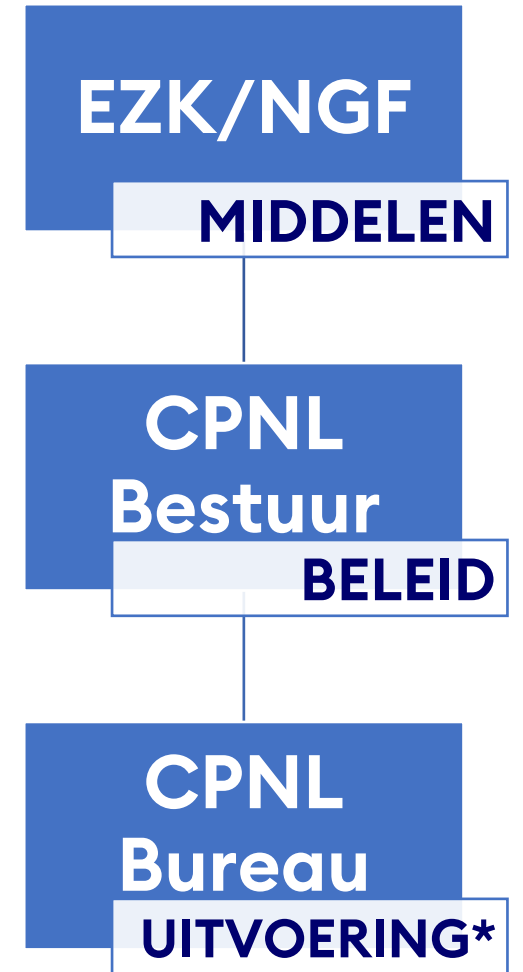 EZK/NGF
MIDDELEN
CPNL
Bestuur
BELEID
CPNL
Bureau
UITVOERING*